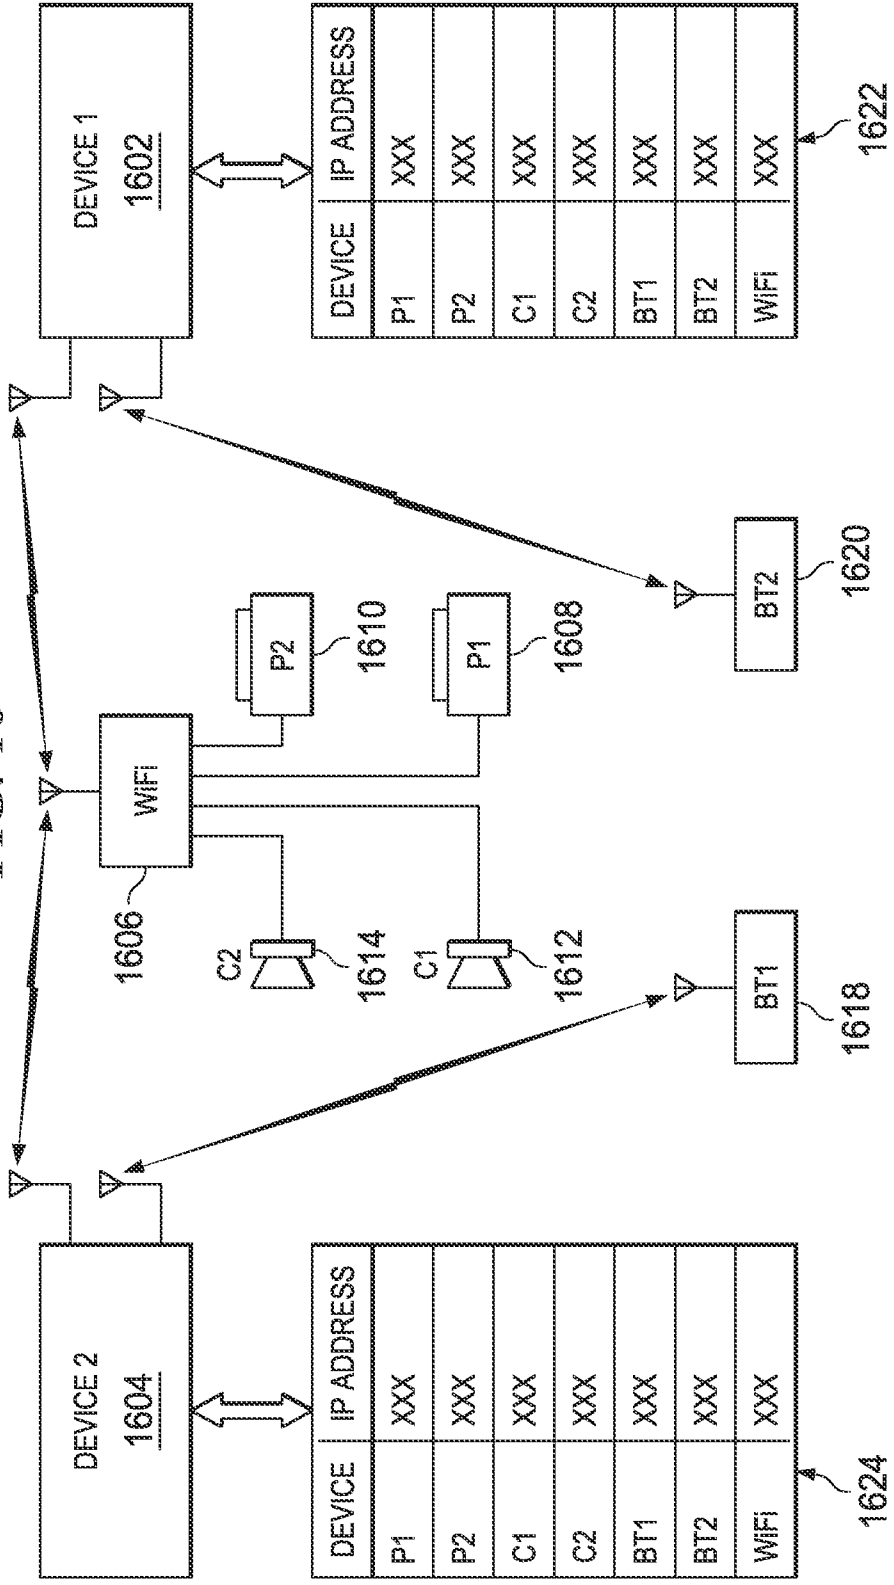 DEVICE 2
1604
1606
WiFi
DEVICE 1
1602
C2
1614
P2
1610
C1
1612
P1
1608
DEVICE IP ADDRESS
P1 XXX
P2 XXX
C1 XXX
C2 XXX
BT1 XXX
BT2 XXX
WiFi XXX
1624
BT1
1618
BT2
1620
DEVICE IP ADDRESS
P1 XXX
P2 XXX
C1 XXX
C2 XXX
BT1 XXX
BT2 XXX
WiFi XXX
1622